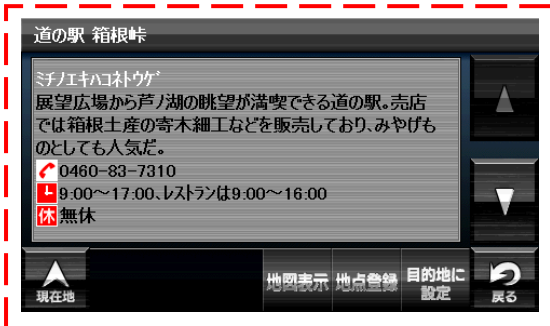 道の駅 箱根峠
ﾐﾁﾉｴｷﾊｺﾈﾄｳｹﾞ
展望広場から芦ノ湖の眺望が満喫できる道の駅。売店
では箱根土産の寄木細工などを販売しており、みやげも
のとしても人気だ。
0460-83-7310
9:00～17:00、ﾚｽﾄﾗﾝは9:00～16:00
休 無休
現在地
地図表示 地点登録 目的地に
設定
戻る